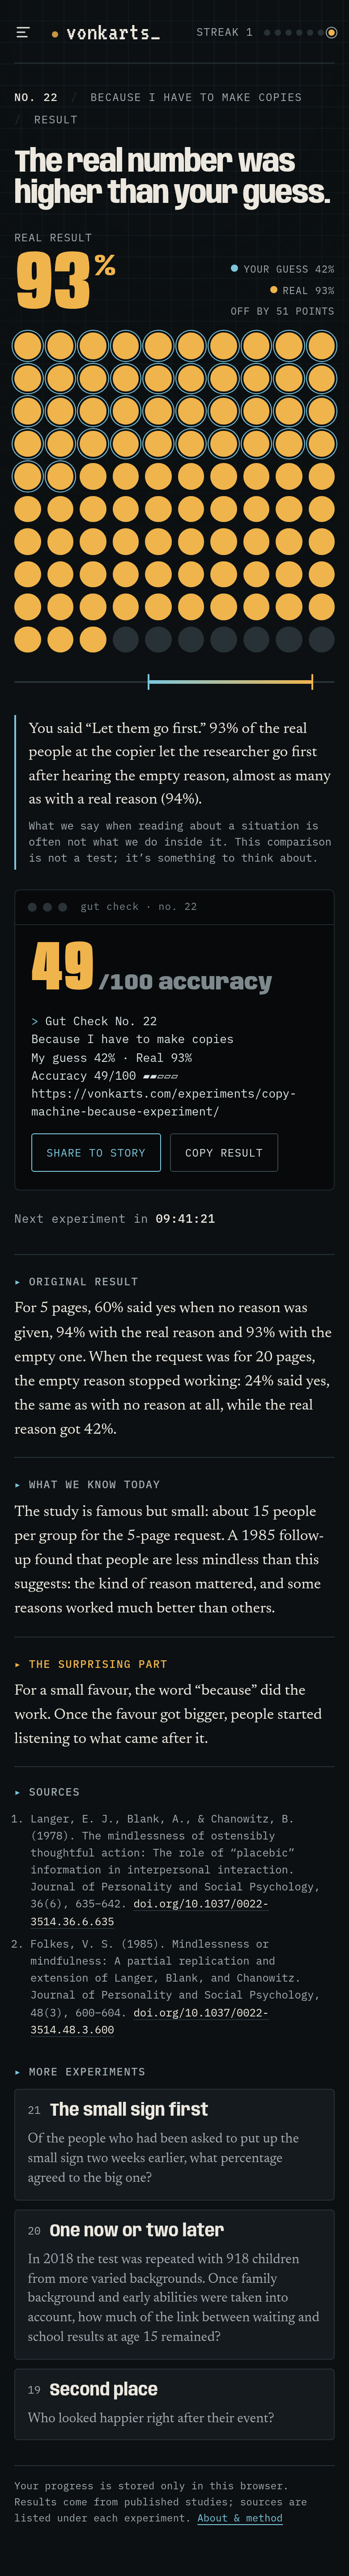 vonkarts_
STREAK 1
NO. 22 / BECAUSE I HAVE TO MAKE COPIES
/ RESULT
The real number was
higher than your guess.
REAL RESULT
93%
YOUR GUESS 42%
REAL 93%
OFF BY 51 POINTS
You said “Let them go first.” 93% of the real
people at the copier let the researcher go first
after hearing the empty reason, almost as many
as with a real reason (94%).
What we say when reading about a situation is
often not what we do inside it. This comparison
is not a test; it’s something to think about.
gut check · no. 22
49/100 accuracy
> Gut Check No. 22
Because I have to make copies
My guess 42% · Real 93%
Accuracy 49/100 ▰▰▱▱▱
https://vonkarts.com/experiments/copy-
machine-because-experiment/
SHARE TO STORY
COPY RESULT
Next experiment in 09:41:21
▸ ORIGINAL RESULT
For 5 pages, 60% said yes when no reason was
given, 94% with the real reason and 93% with the
empty one. When the request was for 20 pages,
the empty reason stopped working: 24% said yes,
the same as with no reason at all, while the real
reason got 42%.
▸ WHAT WE KNOW TODAY
The study is famous but small: about 15 people
per group for the 5-page request. A 1985 follow-
up found that people are less mindless than this
suggests: the kind of reason mattered, and some
reasons worked much better than others.
▸ THE SURPRISING PART
For a small favour, the word “because” did the
work. Once the favour got bigger, people started
listening to what came after it.
▸ SOURCES
1. Langer, E. J., Blank, A., & Chanowitz, B.
(1978). The mindlessness of ostensibly
thoughtful action: The role of “placebic”
information in interpersonal interaction.
Journal of Personality and Social Psychology,
36(6), 635–642. doi.org/10.1037/0022-
3514.36.6.635
2. Folkes, V. S. (1985). Mindlessness or
mindfulness: A partial replication and
extension of Langer, Blank, and Chanowitz.
Journal of Personality and Social Psychology,
48(3), 600–604. doi.org/10.1037/0022-
3514.48.3.600
▸ MORE EXPERIMENTS
21 The small sign first
Of the people who had been asked to put up the
small sign two weeks earlier, what percentage
agreed to the big one?
20 One now or two later
In 2018 the test was repeated with 918 children
from more varied backgrounds. Once family
background and early abilities were taken into
account, how much of the link between waiting and
school results at age 15 remained?
19 Second place
Who looked happier right after their event?
Your progress is stored only in this browser.
Results come from published studies; sources are
listed under each experiment. About & method